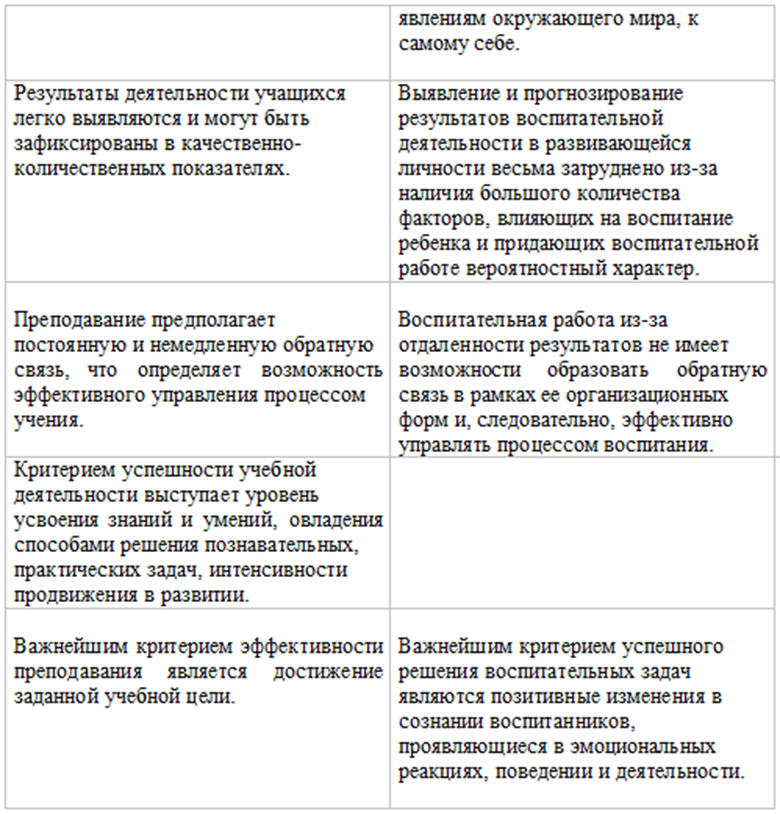 явлениям окружающего мира, к
самому себе.
Результаты деятельности учащихся
легко выявляются и могут быть
зафиксированы в качественно-
количественных показателях.
Выявление и прогнозирование
результатов воспитательной
деятельности в развивающейся
личности весьма затруднено из-за
наличия большого количества
факторов, влияющих на воспитание
ребенка и придающих воспитательной
работе вероятностный характер.
Преподавание предполагает
постоянную и немедленную обратную
связь, что определяет возможность
эффективного управления процессом
учения.
Воспитательная работа из-за
отдаленности результатов не имеет
возможности образовать обратную
связь в рамках ее организационных
форм и, следовательно, эффективно
управлять процессом воспитания.
Критерием успешности учебной
деятельности выступает уровень
усвоения знаний и умений, овладения
способами решения познавательных,
практических задач, интенсивности
продвижения в развитии.
Важнейшим критерием эффективности
преподавания является достижение
заданной учебной цели.
Важнейшим критерием успешного
решения воспитательных задач
являются позитивные изменения в
сознании воспитанников,
проявляющиеся в эмоциональных
реакциях, поведении и деятельности.